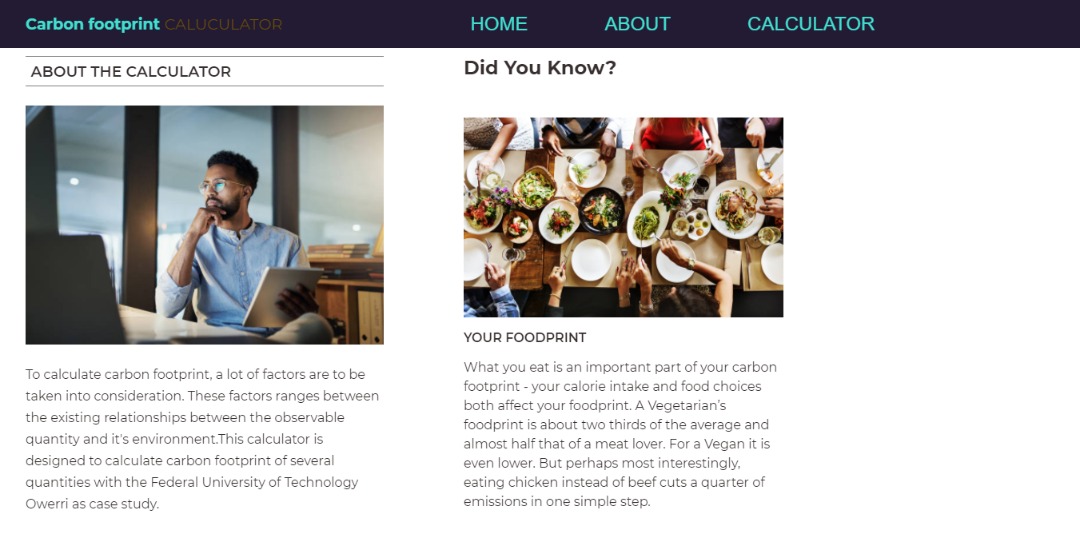 Carbon footprint CALUCULATOR
HOME
ABOUT
CALCULATOR
ABOUT THE CALCULATOR
To calculate carbon footprint, a lot of factors are to be
taken into consideration. These factors ranges between
the existing relationships between the observable
quantity and it's environment.This calculator is
designed to calculate carbon footprint of several
quantities with the Federal University of Technology
Owerri as case study.
Did You Know?
YOUR FOODPRINT
What you eat is an important part of your carbon
footprint - your calorie intake and food choices
both affect your foodprint. A Vegetarian’s
foodprint is about two thirds of the average and
almost half that of a meat lover. For a Vegan it is
even lower. But perhaps most interestingly,
eating chicken instead of beef cuts a quarter of
emissions in one simple step.